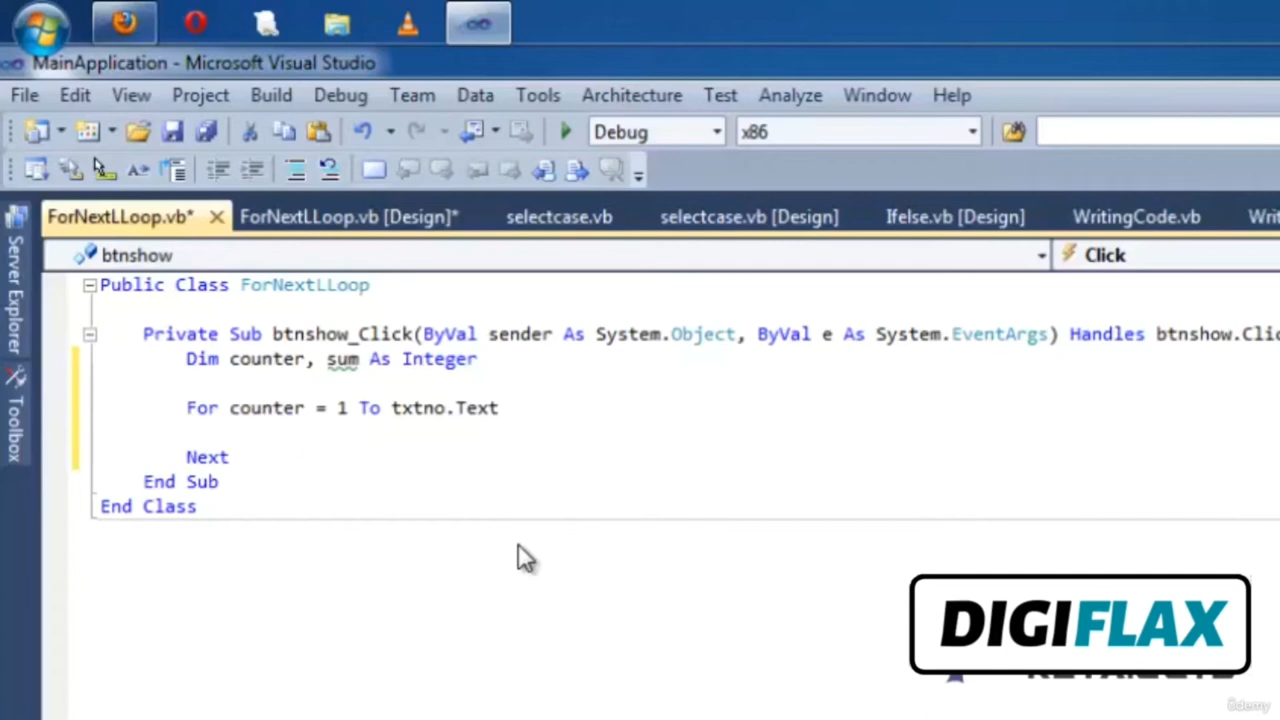 MainApplication - Microsoft Visual Studio
File Edit View Project Build Debug Team Data Tools Architecture Test Analyze Window Help
Debug x86
ForNextLLoop.vb* ForNextLLoop.vb [Design]* selectcase.vb selectcase.vb [Design] Ifelse.vb [Design] WritingCode.vb
Server Explorer
Toolbox
btnshow Click
Public Class ForNextLLoop
Private Sub btnshow_Click(ByVal sender As System.Object, ByVal e As System.EventArgs) Handles btnshow.Clic
Dim counter, sum As Integer
For counter = 1 To txtno.Text
Next
End Sub
End Class
DIGIFLAX
ûdemy